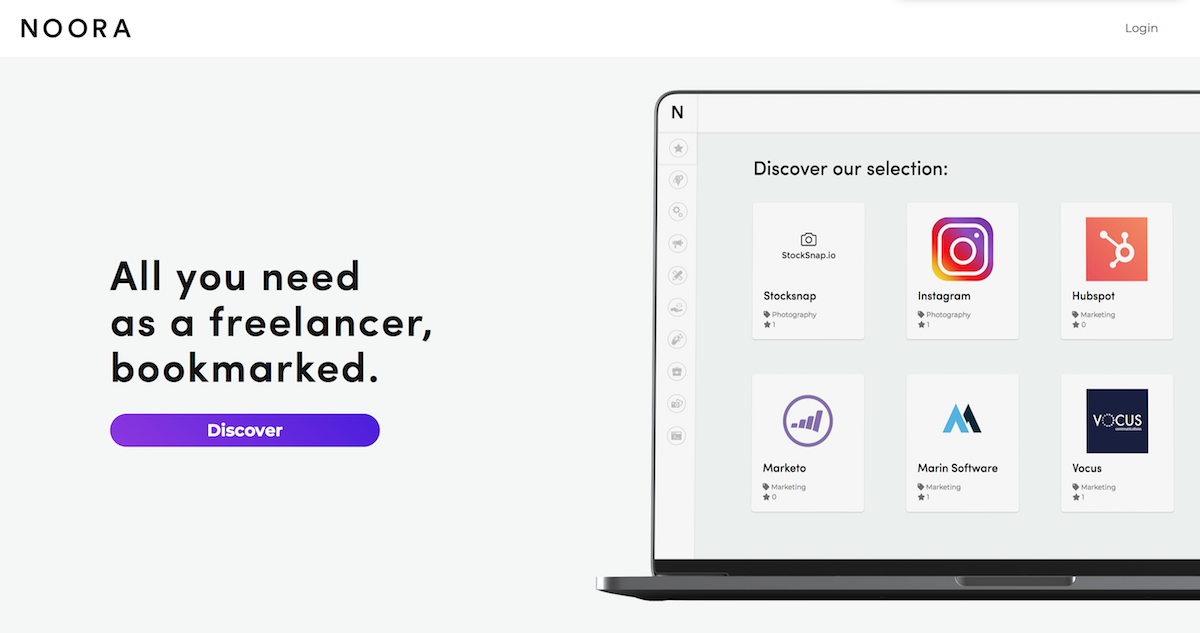 NOORA
Login
All you need
as a freelancer,
bookmarked.
Discover
N
Discover our selection:
StockSnap.io
Stocksnap
Photography
1
Instagram
Photography
1
Hubspot
Marketing
0
Marketo
Marketing
0
Marin Software
Marketing
1
VOCUS
communications
Vocus
Marketing
1